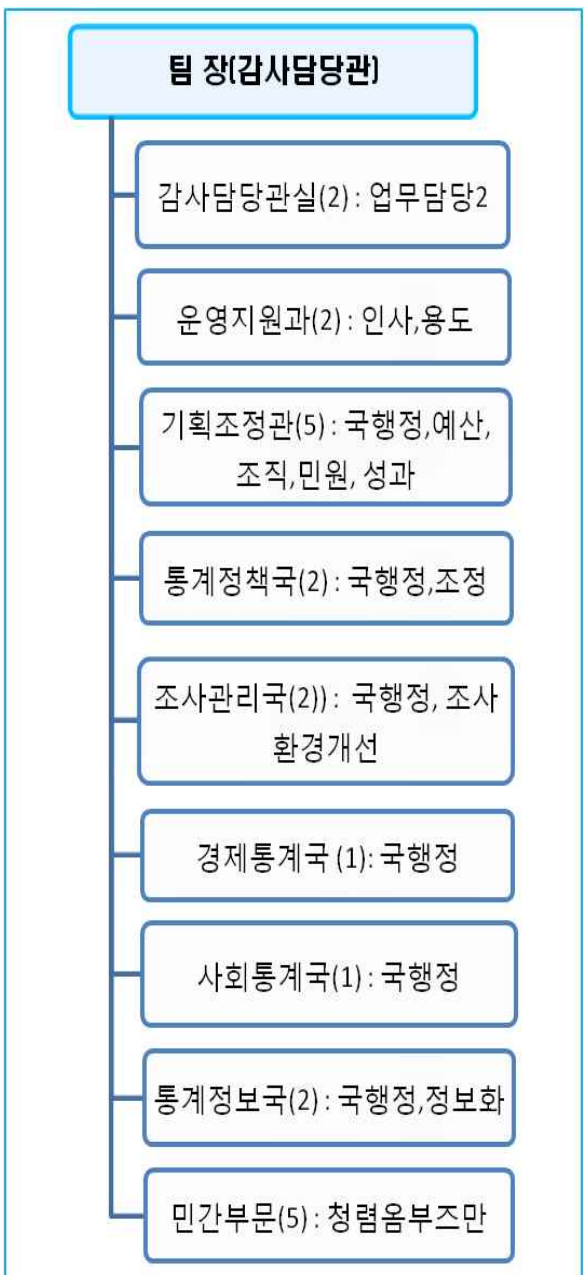 팀 장(감사담당관)
감사담당관실(2) : 업무담당2
운영지원과(2) : 인사,용도
기획조정관(5) : 국행정,예산,
조직,민원, 성과
통계정책국(2) : 국행정,조정
조사관리국(2)) : 국행정, 조사
환경개선
경제통계국 (1): 국행정
사회통계국(1) : 국행정
통계정보국(2) : 국행정,정보화
민간부문(5) : 청렴옴부즈만